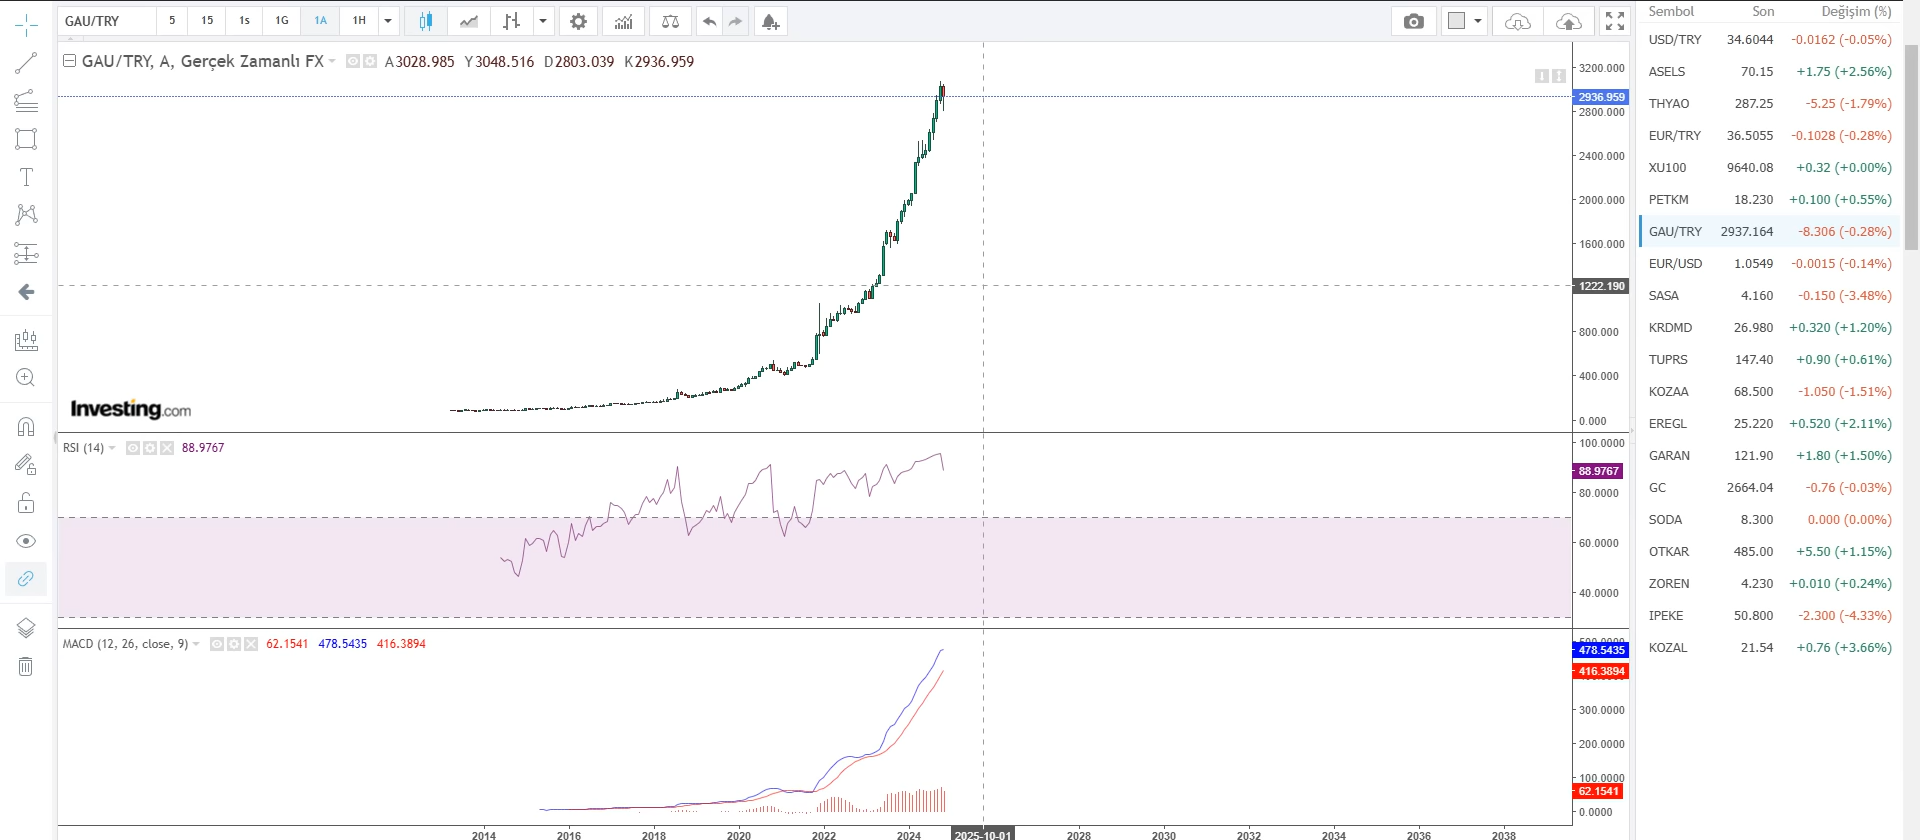 GAU/TRY 5 15 1s 1G 1A 1H
GAU/TRY, A, Gerçek Zamanlı FX A3028.985 Y3048.516 D2803.039 K2936.959
3200.000
2936.959
2800.000
2400.000
2000.000
1600.000
1222.190
800.000
400.000
0.000
Investing.com
RSI (14) 88.9767
100.0000
88.9767
80.0000
60.0000
40.0000
MACD (12, 26, close, 9) 62.1541 478.5435 416.3894
478.5435
416.3894
300.0000
200.0000
100.0000
62.1541
0.0000
2014 2016 2018 2020 2022 2024 2025-10-01 2028 2030 2032 2034 2036 2038
Sembol Son Değişim (%)
USD/TRY 34.6044 -0.0162 (-0.05%)
ASELS 70.15 +1.75 (+2.56%)
THYAO 287.25 -5.25 (-1.79%)
EUR/TRY 36.5055 -0.1028 (-0.28%)
XU100 9640.08 +0.32 (+0.00%)
PETKM 18.230 +0.100 (+0.55%)
GAU/TRY 2937.164 -8.306 (-0.28%)
EUR/USD 1.0549 -0.0015 (-0.14%)
SASA 4.160 -0.150 (-3.48%)
KRDMD 26.980 +0.320 (+1.20%)
TUPRS 147.40 +0.90 (+0.61%)
KOZAA 68.500 -1.050 (-1.51%)
EREGL 25.220 +0.520 (+2.11%)
GARAN 121.90 +1.80 (+1.50%)
GC 2664.04 -0.76 (-0.03%)
SODA 8.300 0.000 (0.00%)
OTKAR 485.00 +5.50 (+1.15%)
ZOREN 4.230 +0.010 (+0.24%)
IPEKE 50.800 -2.300 (-4.33%)
KOZAL 21.54 +0.76 (+3.66%)